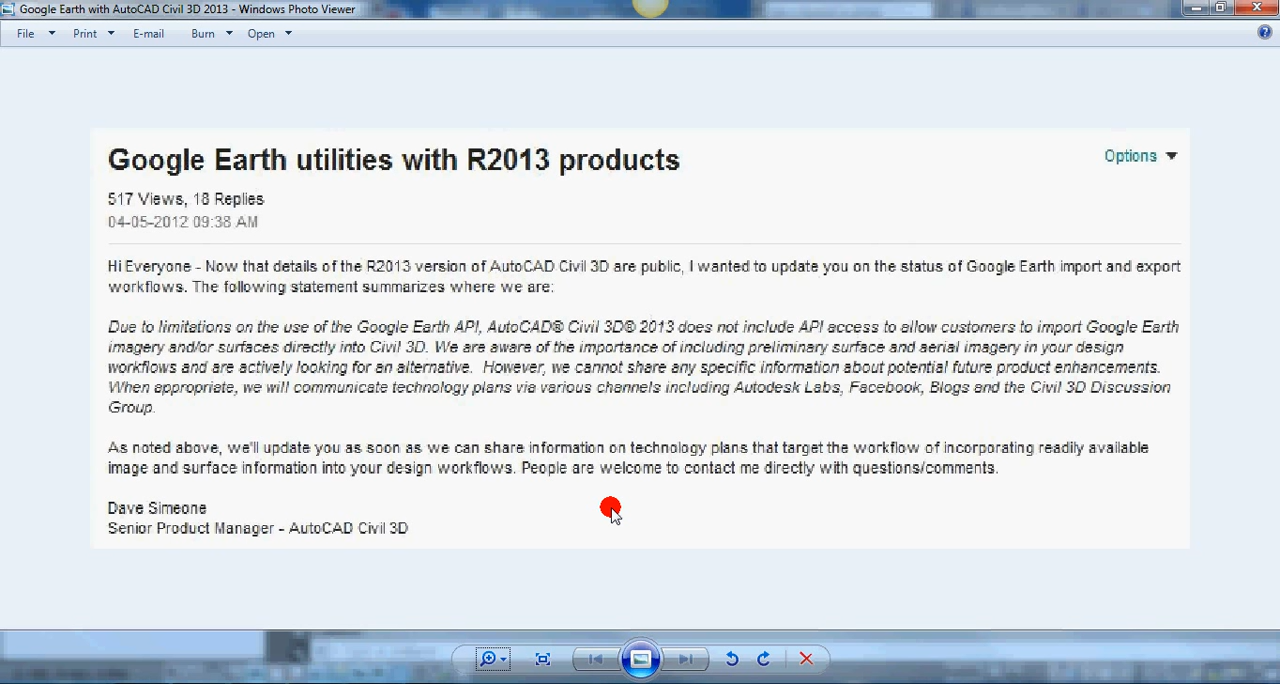 Google Earth with AutoCAD Civil 3D 2013 - Windows Photo Viewer
File Print E-mail Burn Open
Google Earth utilities with R2013 products
Options
517 Views, 18 Replies
04-05-2012 09:38 AM
Hi Everyone - Now that details of the R2013 version of AutoCAD Civil 3D are public, I wanted to update you on the status of Google Earth import and export
workflows. The following statement summarizes where we are:
Due to limitations on the use of the Google Earth API, AutoCAD® Civil 3D® 2013 does not include API access to allow customers to import Google Earth
imagery and/or surfaces directly into Civil 3D. We are aware of the importance of including preliminary surface and aerial imagery in your design
workflows and are actively looking for an alternative. However, we cannot share any specific information about potential future product enhancements.
When appropriate, we will communicate technology plans via various channels including Autodesk Labs, Facebook, Blogs and the Civil 3D Discussion
Group.
As noted above, we'll update you as soon as we can share information on technology plans that target the workflow of incorporating readily available
image and surface information into your design workflows. People are welcome to contact me directly with questions/comments.
Dave Simeone
Senior Product Manager - AutoCAD Civil 3D